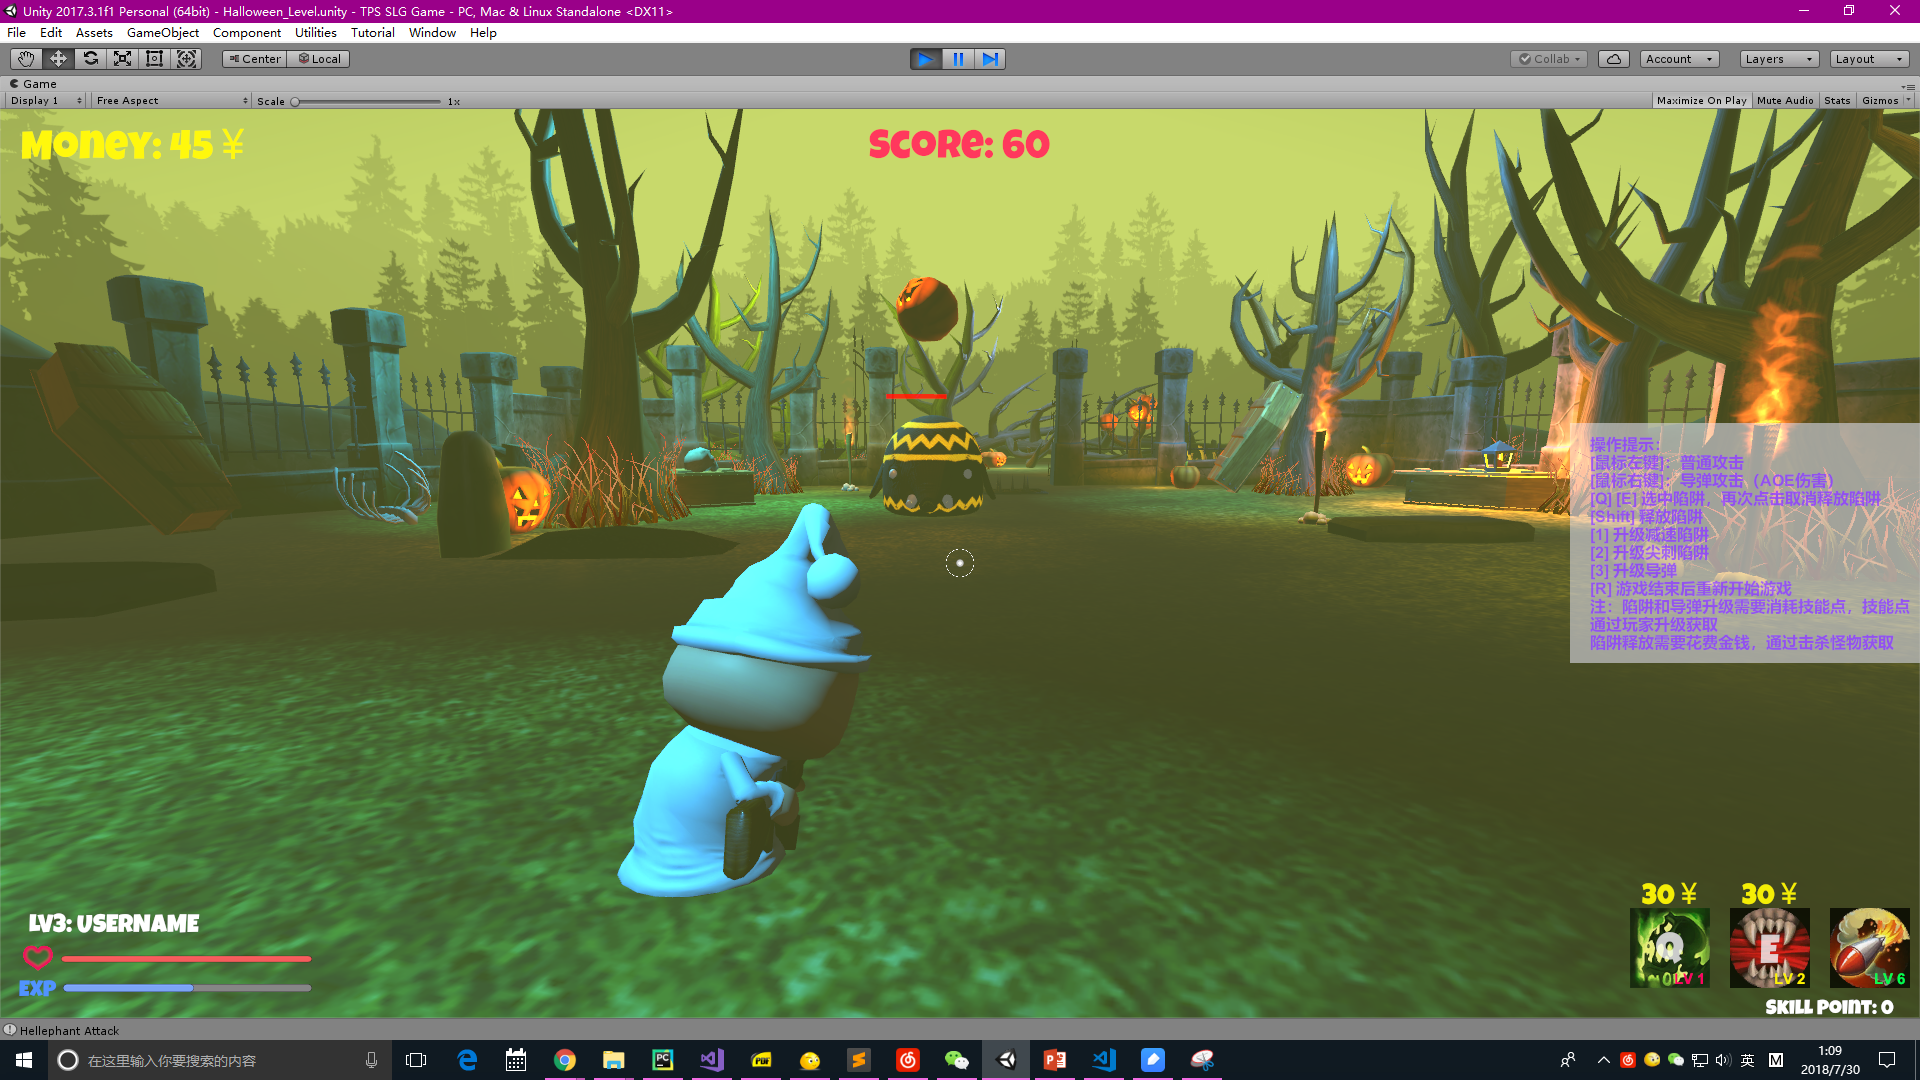 Unity 2017.3.1f1 Personal (64bit) - Halloween_Level.unity - TPS SLG Game - PC, Mac & Linux Standalone <DX11>
File Edit Assets GameObject Component Utilities Tutorial Window Help
Center Local Collab Account Layers Layout
Game
Display 1 Free Aspect Scale 1x Maximize On Play Mute Audio Stats Gizmos
Money: 45 ¥
Score: 60
操作提示：
[鼠标左键]：普通攻击
[鼠标右键]：导弹攻击（AOE伤害）
[Q] [E] 选中陷阱，再次点击取消释放陷阱
[Shift] 释放陷阱
[1] 升级减速陷阱
[2] 升级尖刺陷阱
[3] 升级导弹
[R] 游戏结束后重新开始游戏
注：陷阱和导弹升级需要消耗技能点，技能点
通过玩家升级获取
陷阱释放需要花费金钱，通过击杀怪物获取
30 ¥ 30 ¥
Q E
LV 1 LV 2 LV 6
Skill Point: 0
LV3: USERNAME
EXP
Hellephant Attack
在这里输入你要搜索的内容
英 M
1:09
2018/7/30